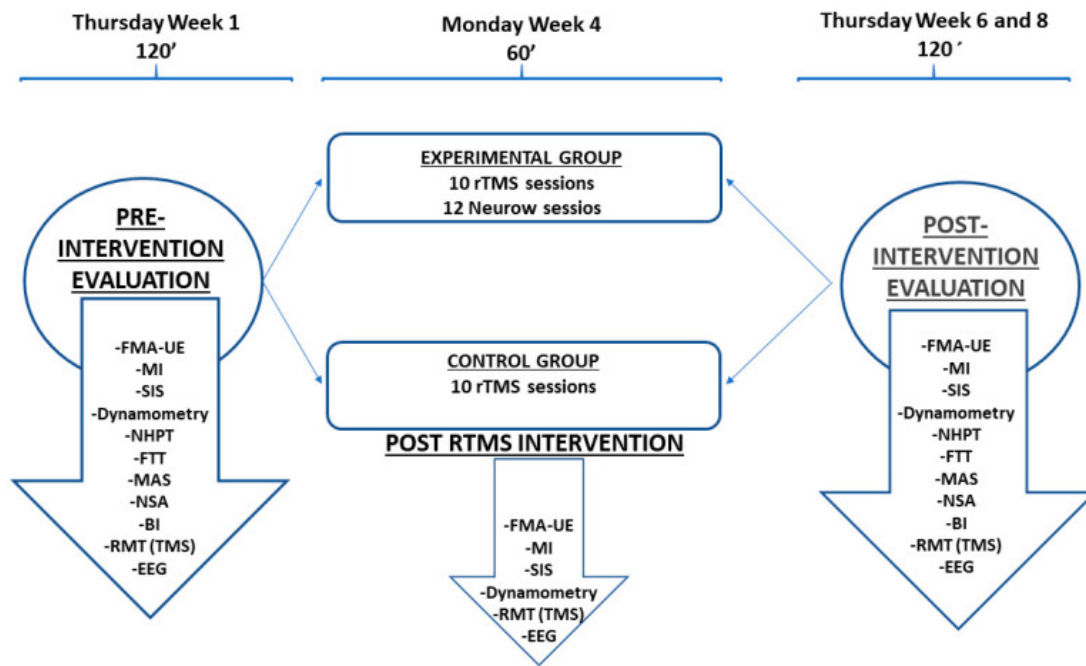 Thursday Week 1
120’
Monday Week 4
60’
Thursday Week 6 and 8
120´
PRE-
INTERVENTION
EVALUATION
-FMA-UE
-MI
-SIS
-Dynamometry
-NHPT
-FTT
-MAS
-NSA
-BI
-RMT (TMS)
-EEG
EXPERIMENTAL GROUP
10 rTMS sessions
12 Neurow sessios
CONTROL GROUP
10 rTMS sessions
POST RTMS INTERVENTION
-FMA-UE
-MI
-SIS
-Dynamometry
-RMT (TMS)
-EEG
POST-
INTERVENTION
EVALUATION
-FMA-UE
-MI
-SIS
-Dynamometry
-NHPT
-FTT
-MAS
-NSA
-BI
-RMT (TMS)
-EEG